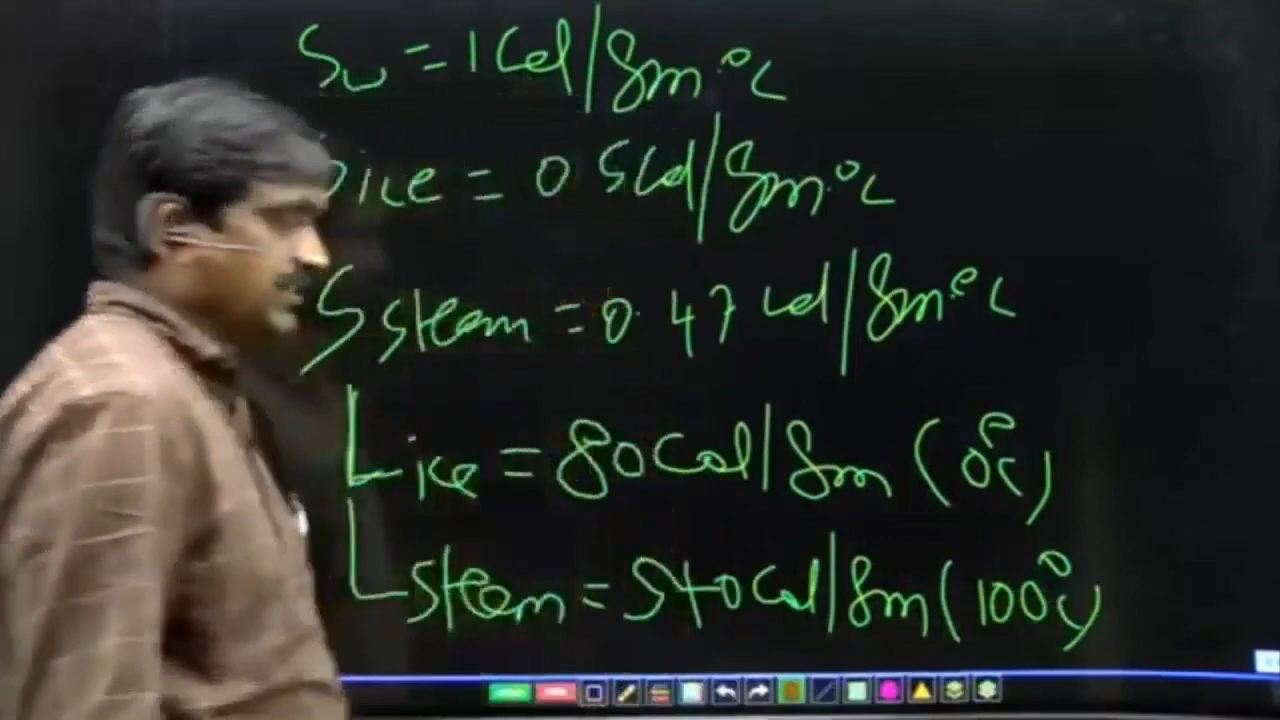 Sw = 1 Cal/gm °C
Sice = 0.5 Cal/gm °C
Ssteam = 0.47 cal/gm °C
Lice = 80 Cal/gm (0°C)
Lsteam = 540 Cal/gm (100°C)